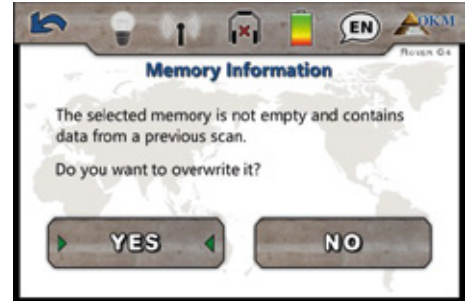 EN
OKM
Rover G4
Memory Information
The selected memory is not empty and contains
data from a previous scan.
Do you want to overwrite it?
YES
NO